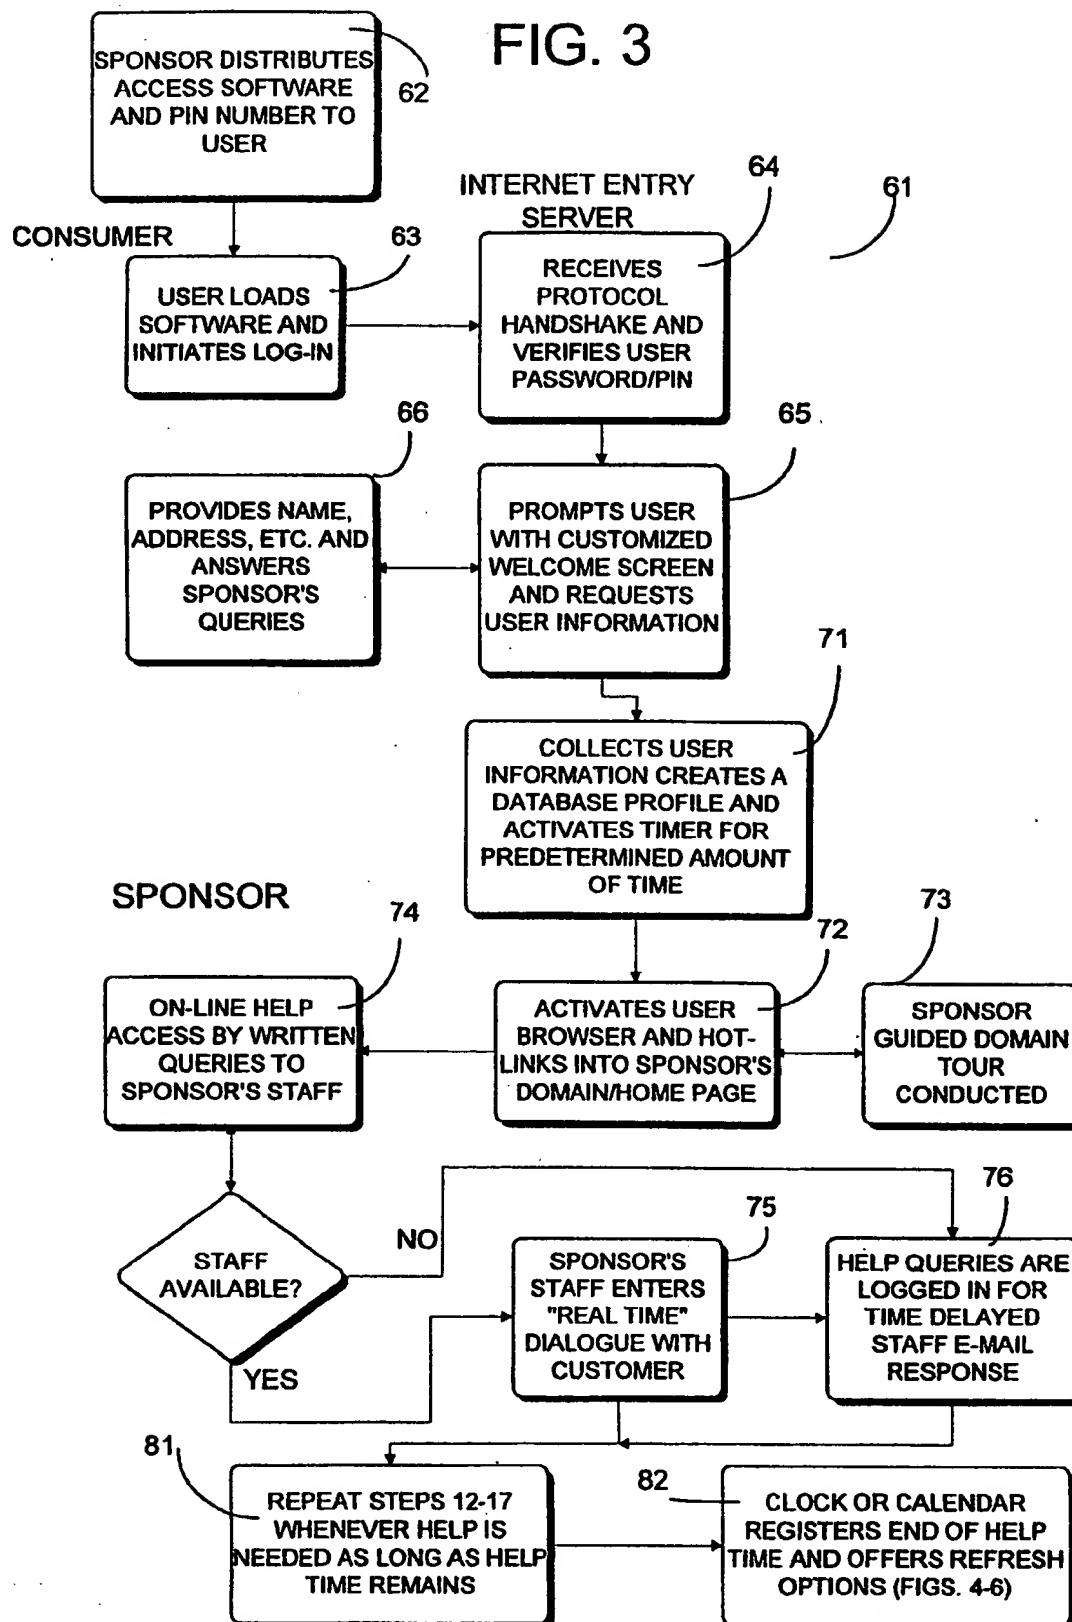 FIG. 3
SPONSOR DISTRIBUTES
ACCESS SOFTWARE
AND PIN NUMBER TO
USER
62
INTERNET ENTRY
SERVER
64
61
CONSUMER
63
USER LOADS
SOFTWARE AND
INITIATES LOG-IN
RECEIVES
PROTOCOL
HANDSHAKE AND
VERIFIES USER
PASSWORD/PIN
66
65
PROVIDES NAME,
ADDRESS, ETC. AND
ANSWERS
SPONSOR'S
QUERIES
PROMPTS USER
WITH CUSTOMIZED
WELCOME SCREEN
AND REQUESTS
USER INFORMATION
71
COLLECTS USER
INFORMATION CREATES A
DATABASE PROFILE AND
ACTIVATES TIMER FOR
PREDETERMINED AMOUNT
OF TIME
SPONSOR
74
72
73
ON-LINE HELP
ACCESS BY WRITTEN
QUERIES TO
SPONSOR'S STAFF
ACTIVATES USER
BROWSER AND HOT-
LINKS INTO SPONSOR'S
DOMAIN/HOME PAGE
SPONSOR
GUIDED DOMAIN
TOUR
CONDUCTED
STAFF
AVAILABLE?
NO
YES
75
SPONSOR'S
STAFF ENTERS
"REAL TIME"
DIALOGUE WITH
CUSTOMER
76
HELP QUERIES ARE
LOGGED IN FOR
TIME DELAYED
STAFF E-MAIL
RESPONSE
81
REPEAT STEPS 12-17
WHENEVER HELP IS
NEEDED AS LONG AS HELP
TIME REMAINS
82
CLOCK OR CALENDAR
REGISTERS END OF HELP
TIME AND OFFERS REFRESH
OPTIONS (FIGS. 4-6)